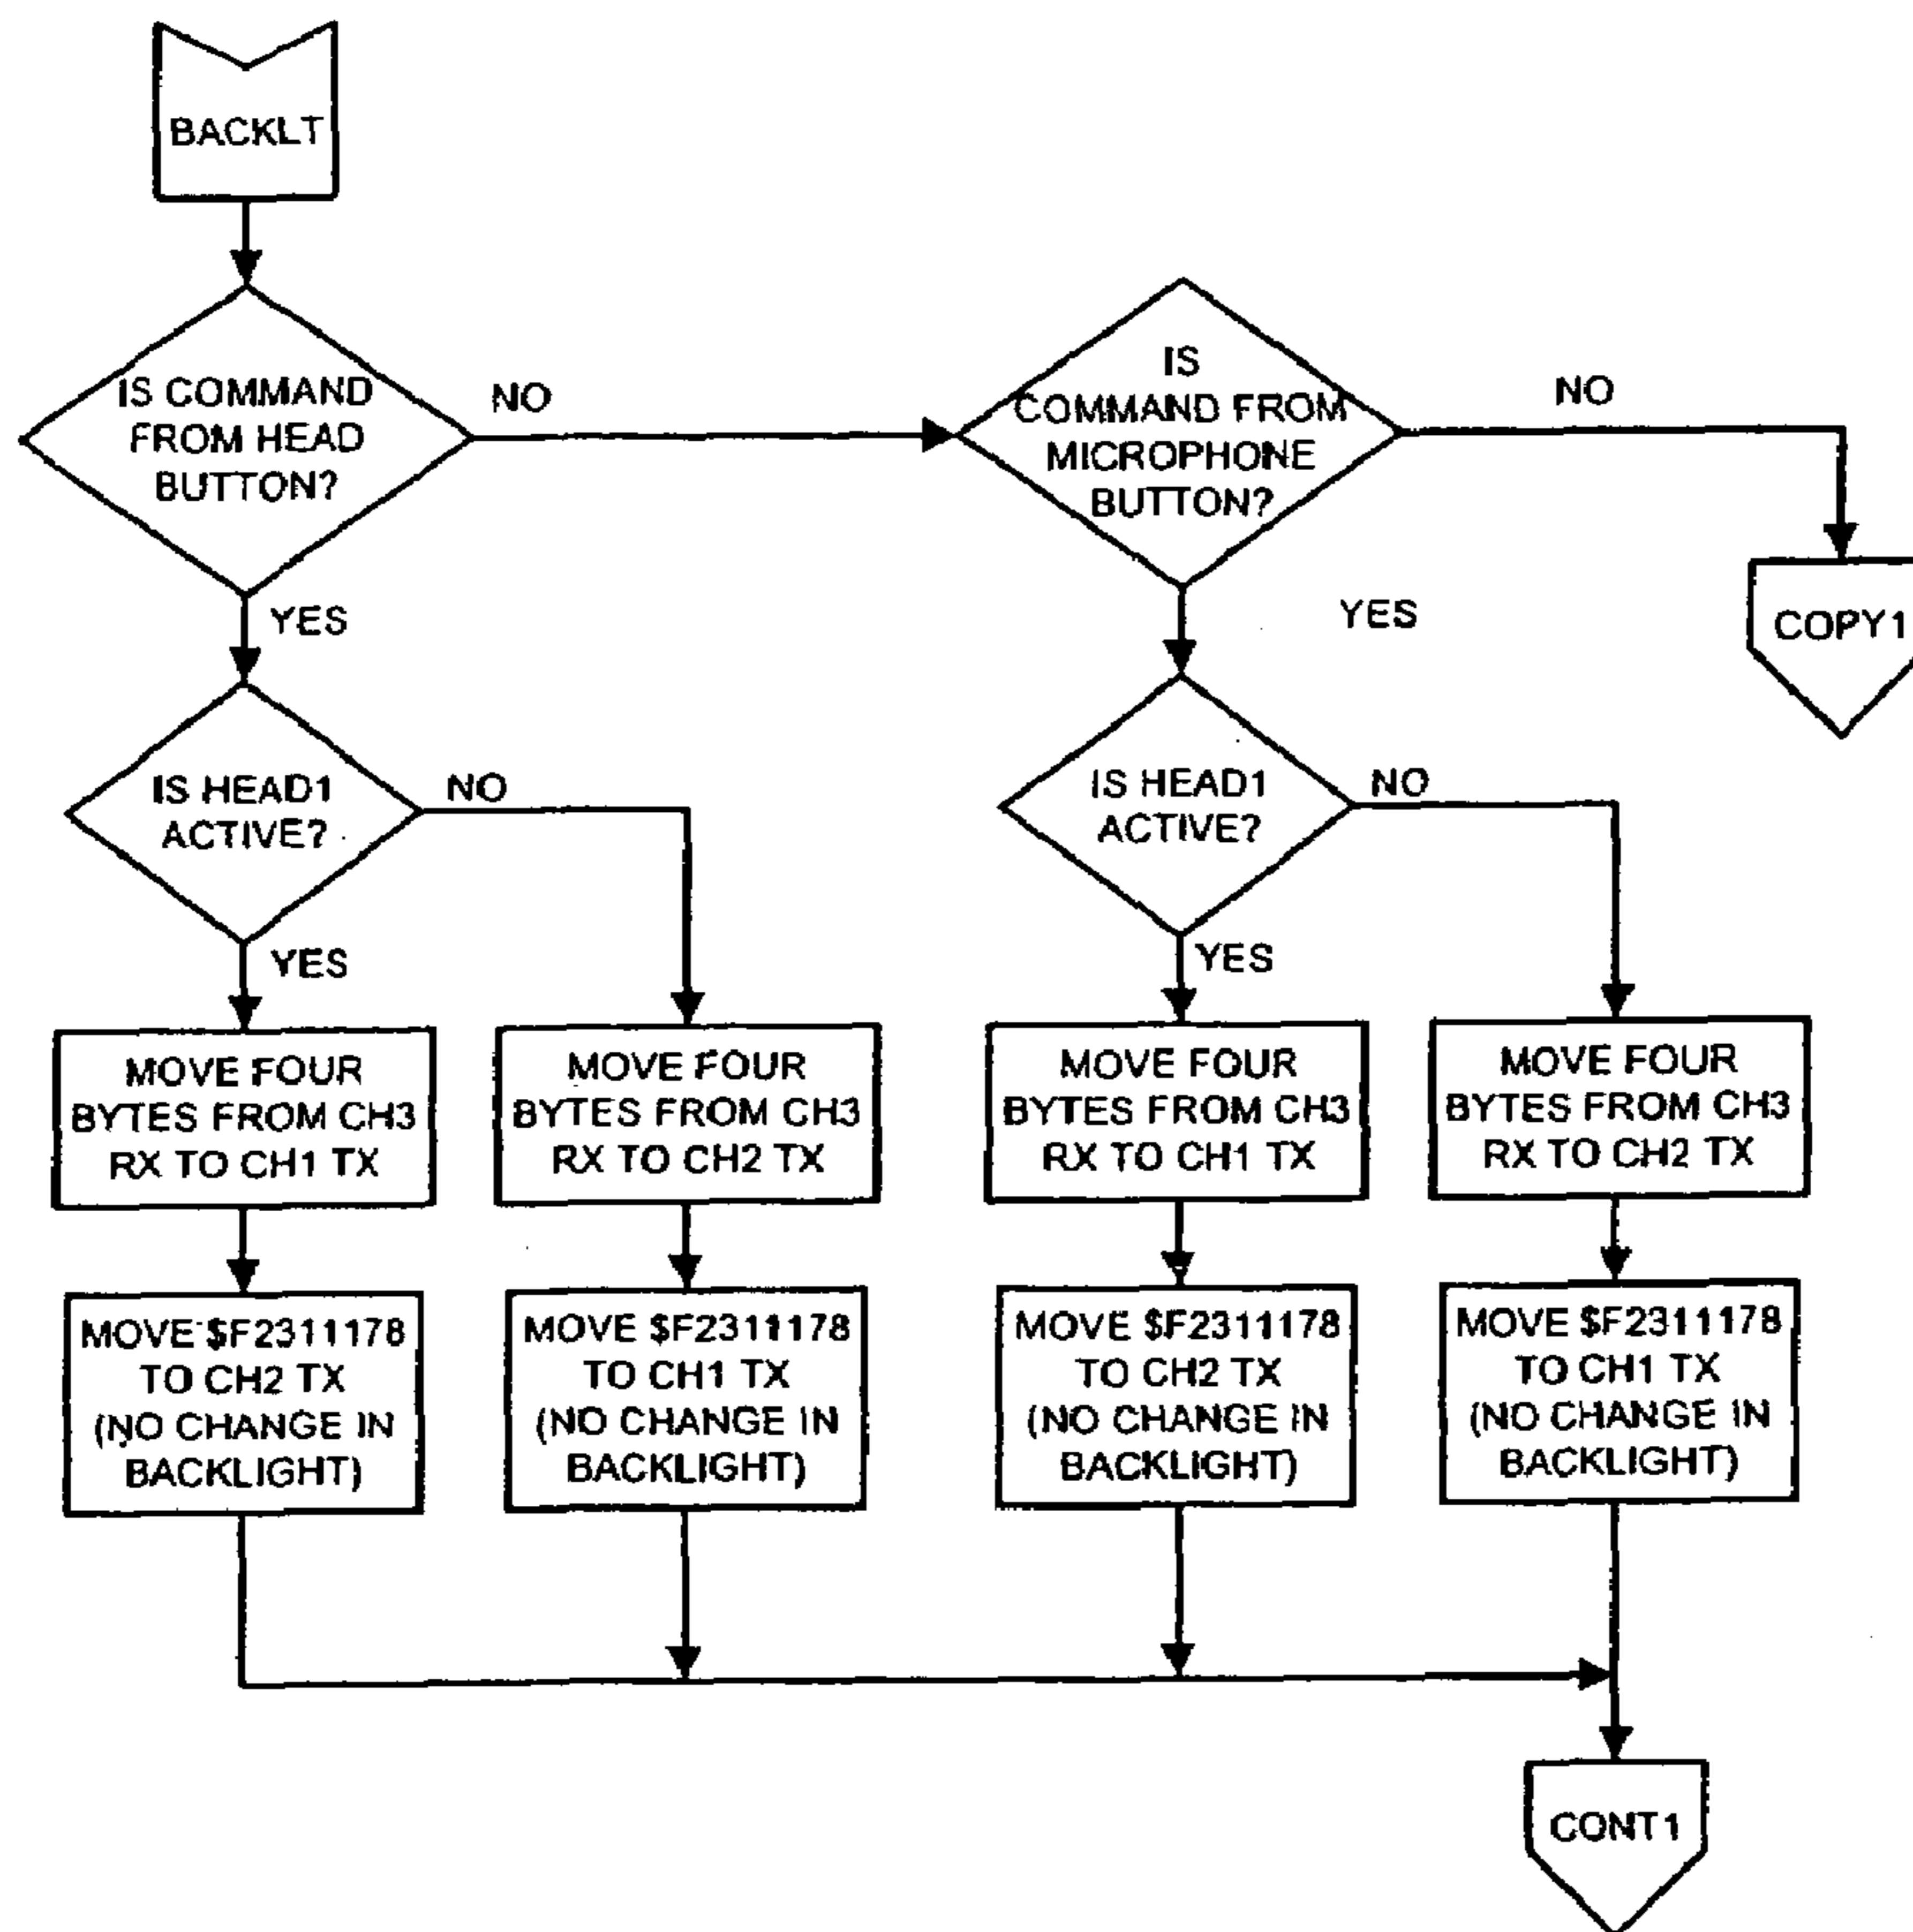 BACKLT
IS COMMAND
FROM HEAD
BUTTON?
NO
IS
COMMAND FROM
MICROPHONE
BUTTON?
NO
YES
YES
COPY1
IS HEAD1
ACTIVE?
NO
IS HEAD1
ACTIVE?
NO
YES
YES
MOVE FOUR
BYTES FROM CH3
RX TO CH1 TX
MOVE FOUR
BYTES FROM CH3
RX TO CH2 TX
MOVE FOUR
BYTES FROM CH3
RX TO CH1 TX
MOVE FOUR
BYTES FROM CH3
RX TO CH2 TX
MOVE $F2311178
TO CH2 TX
(NO CHANGE IN
BACKLIGHT)
MOVE $F2311178
TO CH1 TX
(NO CHANGE IN
BACKLIGHT)
MOVE $F2311178
TO CH2 TX
(NO CHANGE IN
BACKLIGHT)
MOVE $F2311178
TO CH1 TX
(NO CHANGE IN
BACKLIGHT)
CONT1